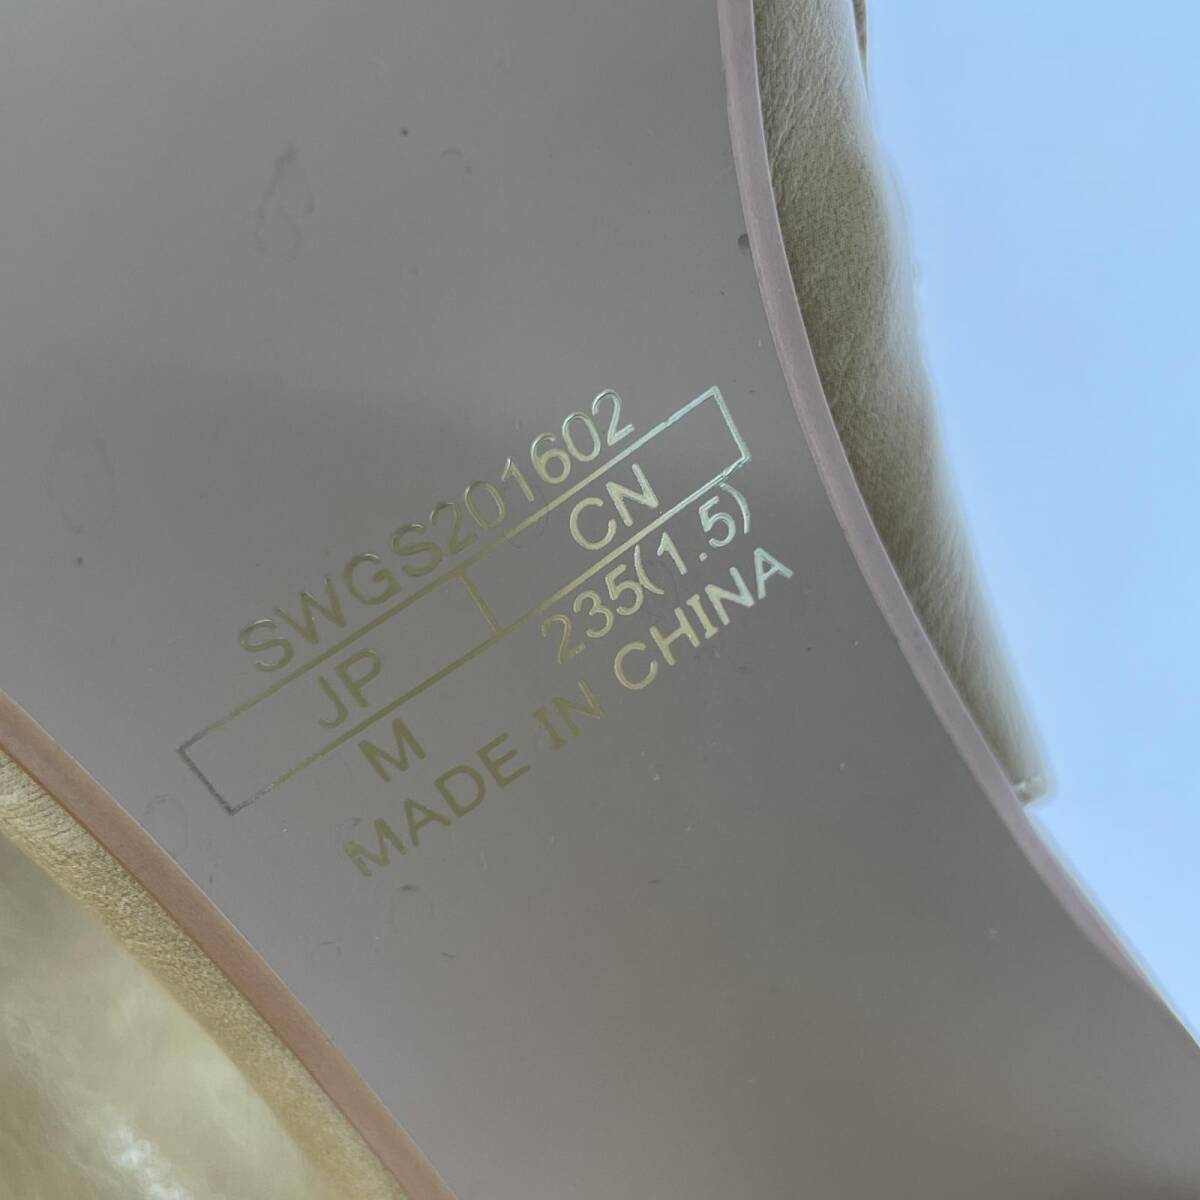 SWGS201602
JP CN
M 235(1.5)
MADE IN CHINA